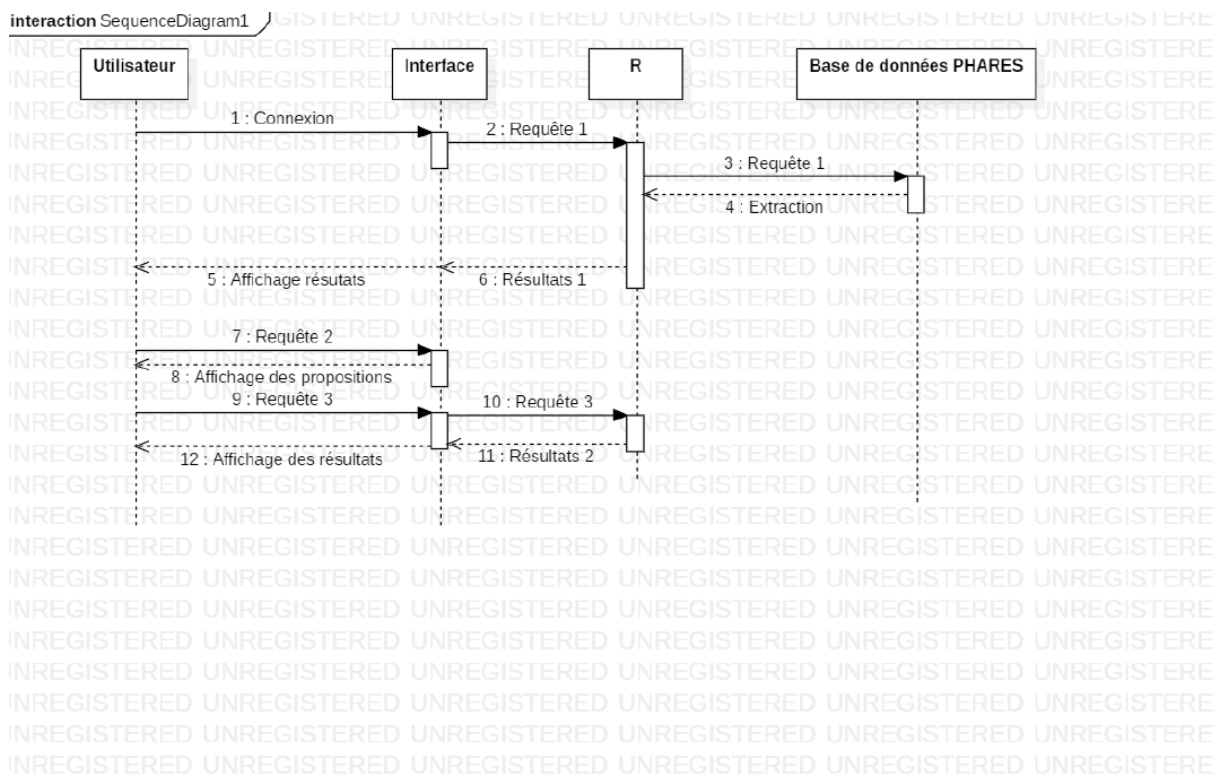 interaction SequenceDiagram1
Utilisateur
Interface
R
Base de données PHARES
1 : Connexion
2 : Requête 1
3 : Requête 1
4 : Extraction
5 : Affichage résutats
6 : Résultats 1
7 : Requête 2
8 : Affichage des propositions
9 : Requête 3
10 : Requête 3
11 : Résultats 2
12 : Affichage des résultats
UNREGISTERED